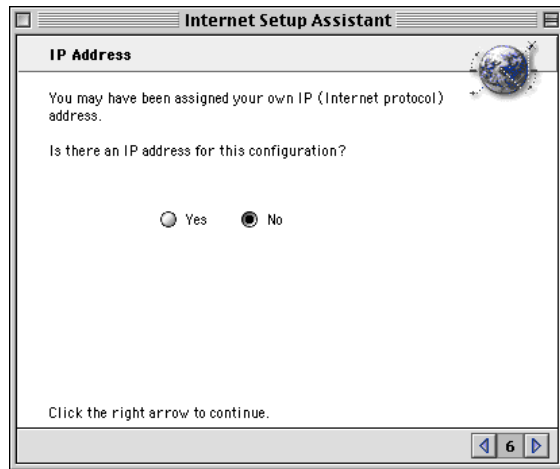 Internet Setup Assistant
IP Address
You may have been assigned your own IP (Internet protocol)
address.
Is there an IP address for this configuration?
Yes No
Click the right arrow to continue.
6